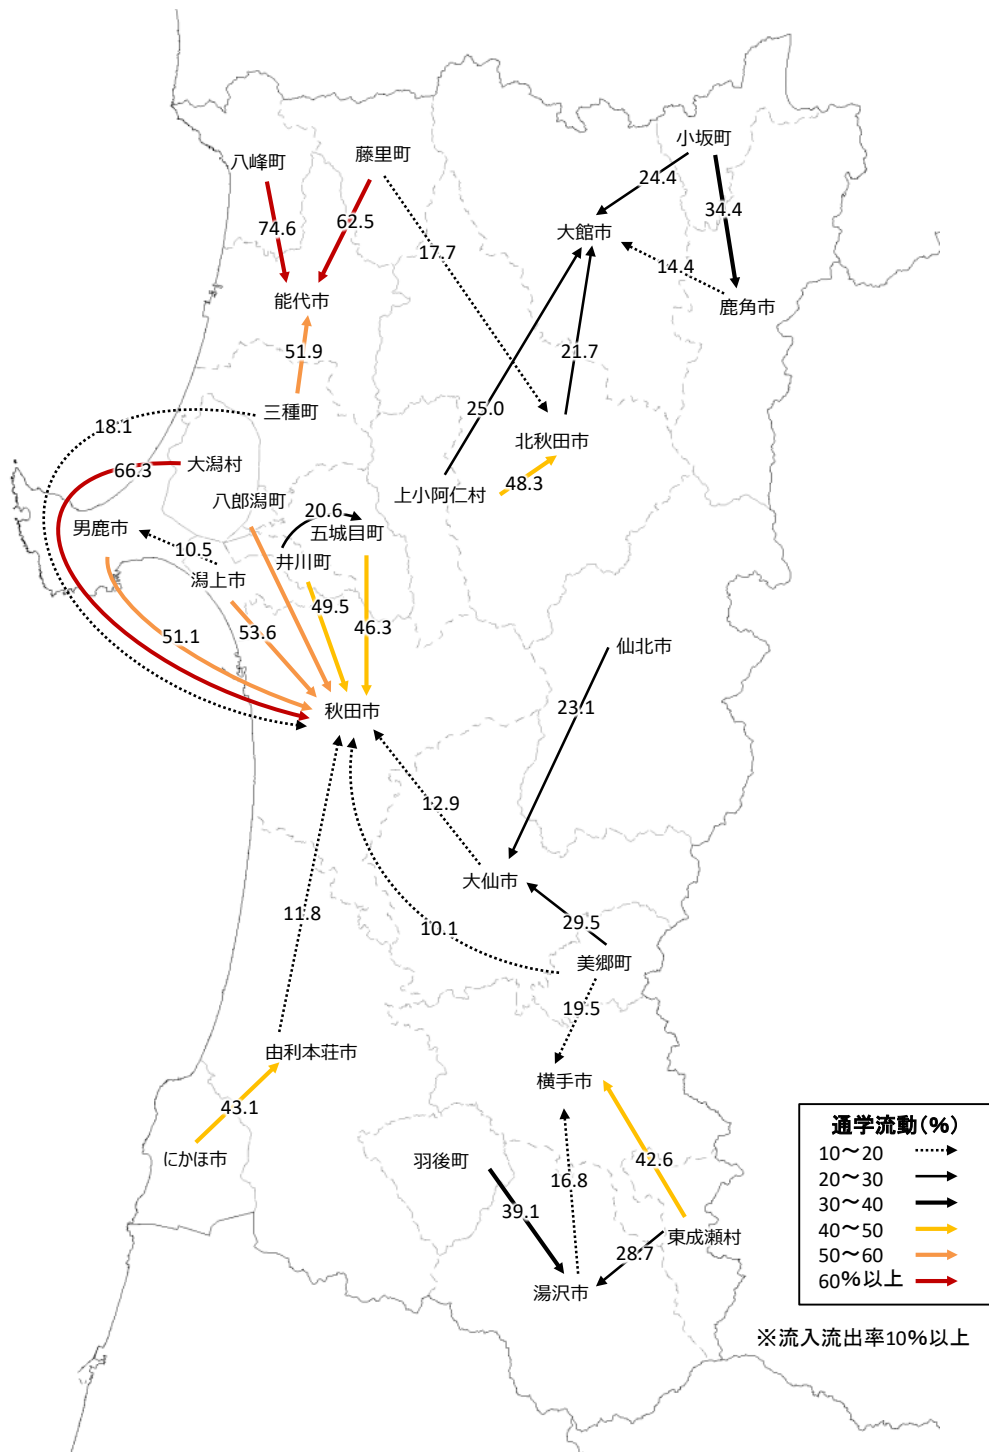 小坂町
藤里町
八峰町
24.4
34.4
74.6
62.5
大館市
17.7
14.4
能代市
鹿角市
51.9
21.7
三種町
25.0
18.1
北秋田市
大潟村
66.3
48.3
上小阿仁村
八郎潟町
20.6
男鹿市
五城目町
10.5
井川町
潟上市
49.5
46.3
51.1
53.6
仙北市
秋田市
23.1
12.9
大仙市
11.8
29.5
10.1
美郷町
19.5
由利本荘市
横手市
43.1
にかほ市
羽後町
42.6
16.8
39.1
東成瀬村
28.7
湯沢市
通学流動(%)
10~20
20~30
30~40
40~50
50~60
60%以上
※流入流出率10%以上